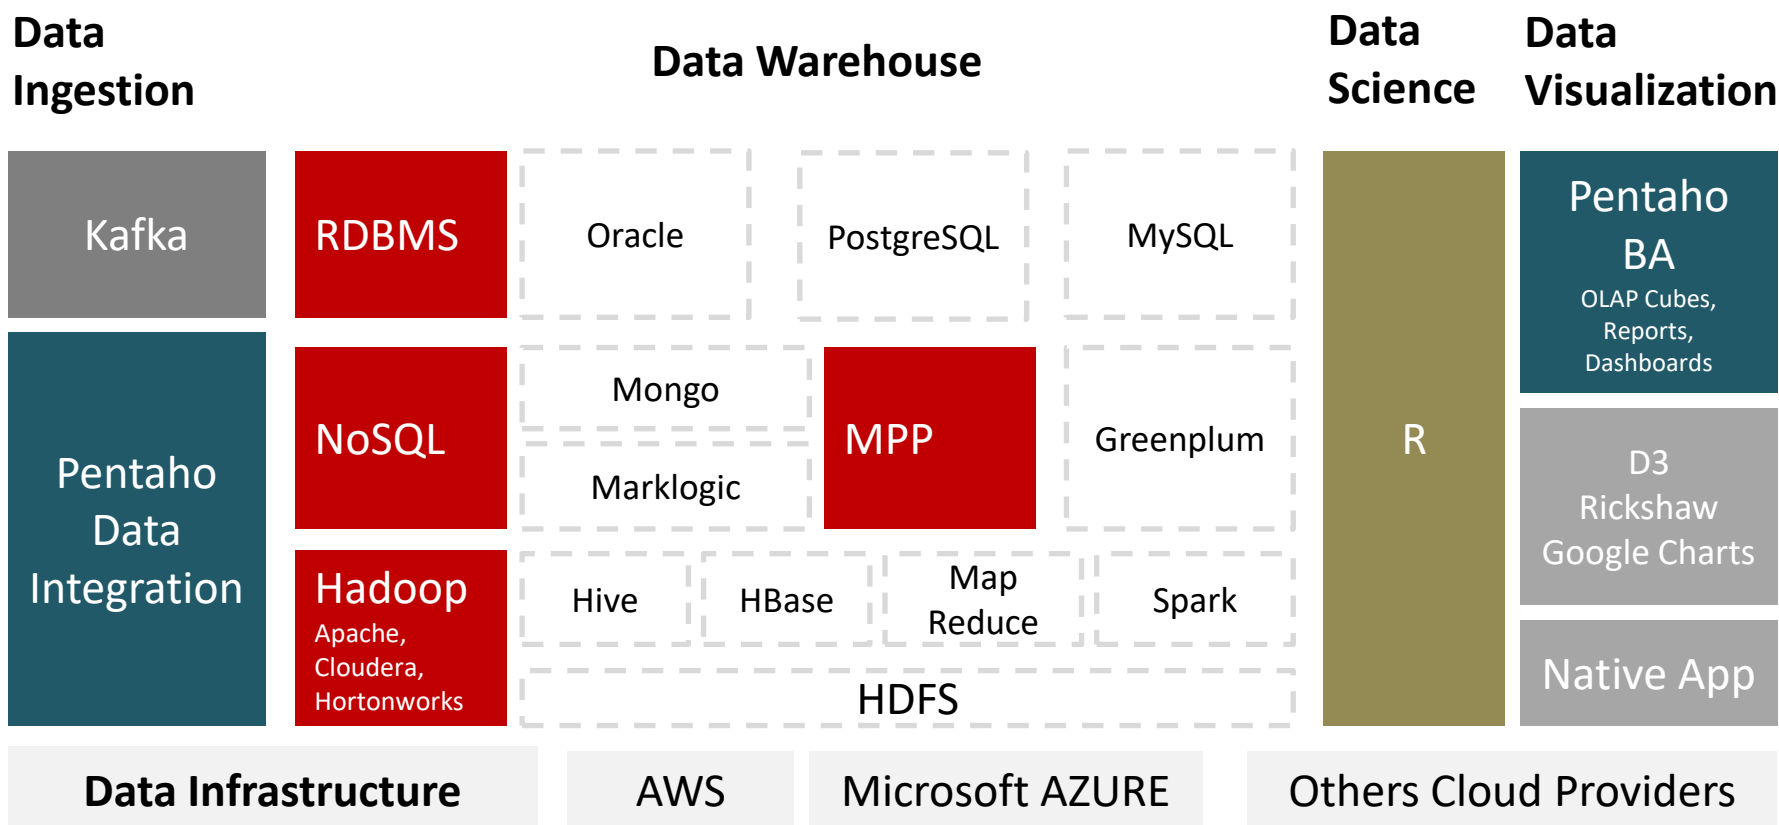 Data
Ingestion
Data Warehouse
Data
Science
Data
Visualization
Kafka
RDBMS
Oracle
PostgreSQL
MySQL
Pentaho
BA
OLAP Cubes,
Reports,
Dashboards
Pentaho
Data
Integration
NoSQL
Mongo
Marklogic
MPP
Greenplum
R
D3
Rickshaw
Google Charts
Hadoop
Apache,
Cloudera,
Hortonworks
Hive
HBase
Map
Reduce
Spark
HDFS
Native App
Data Infrastructure
AWS
Microsoft AZURE
Others Cloud Providers